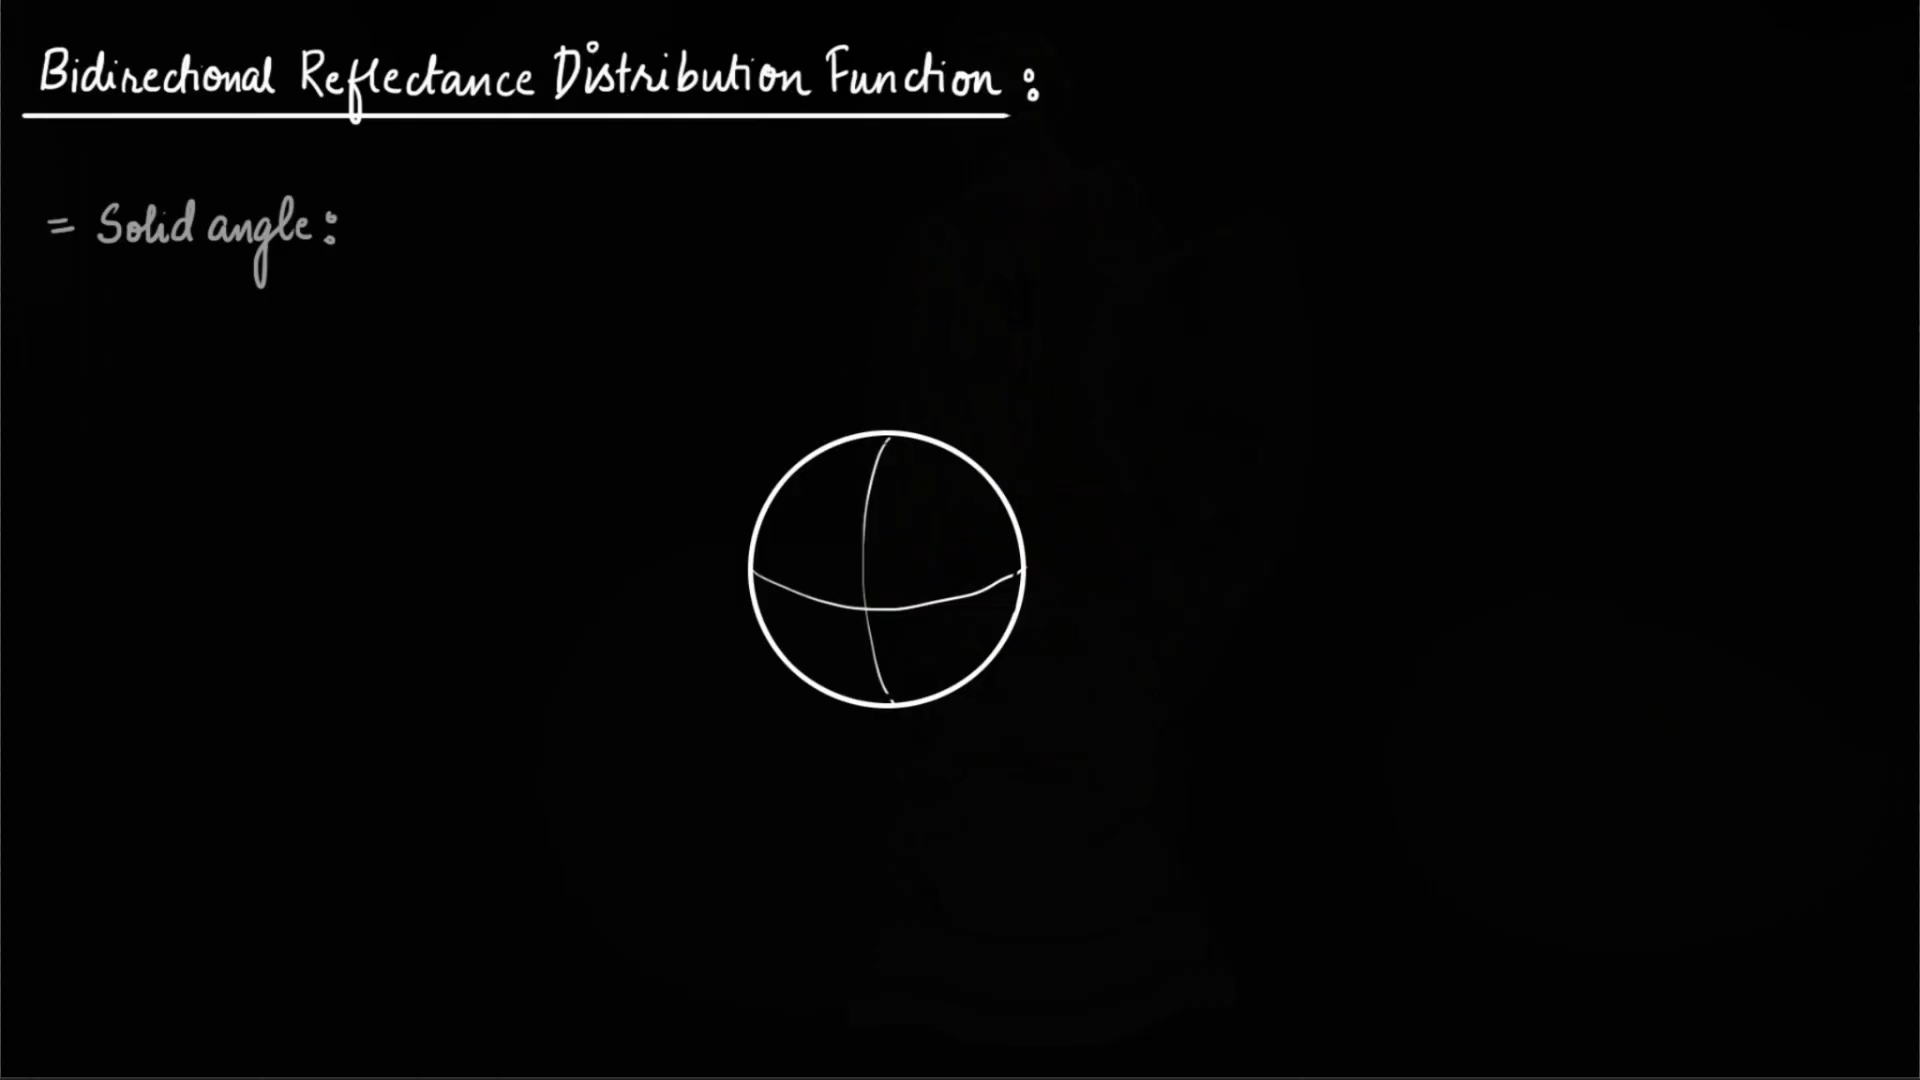 Bidirectional Reflectance Distribution Function :
= Solid angle :